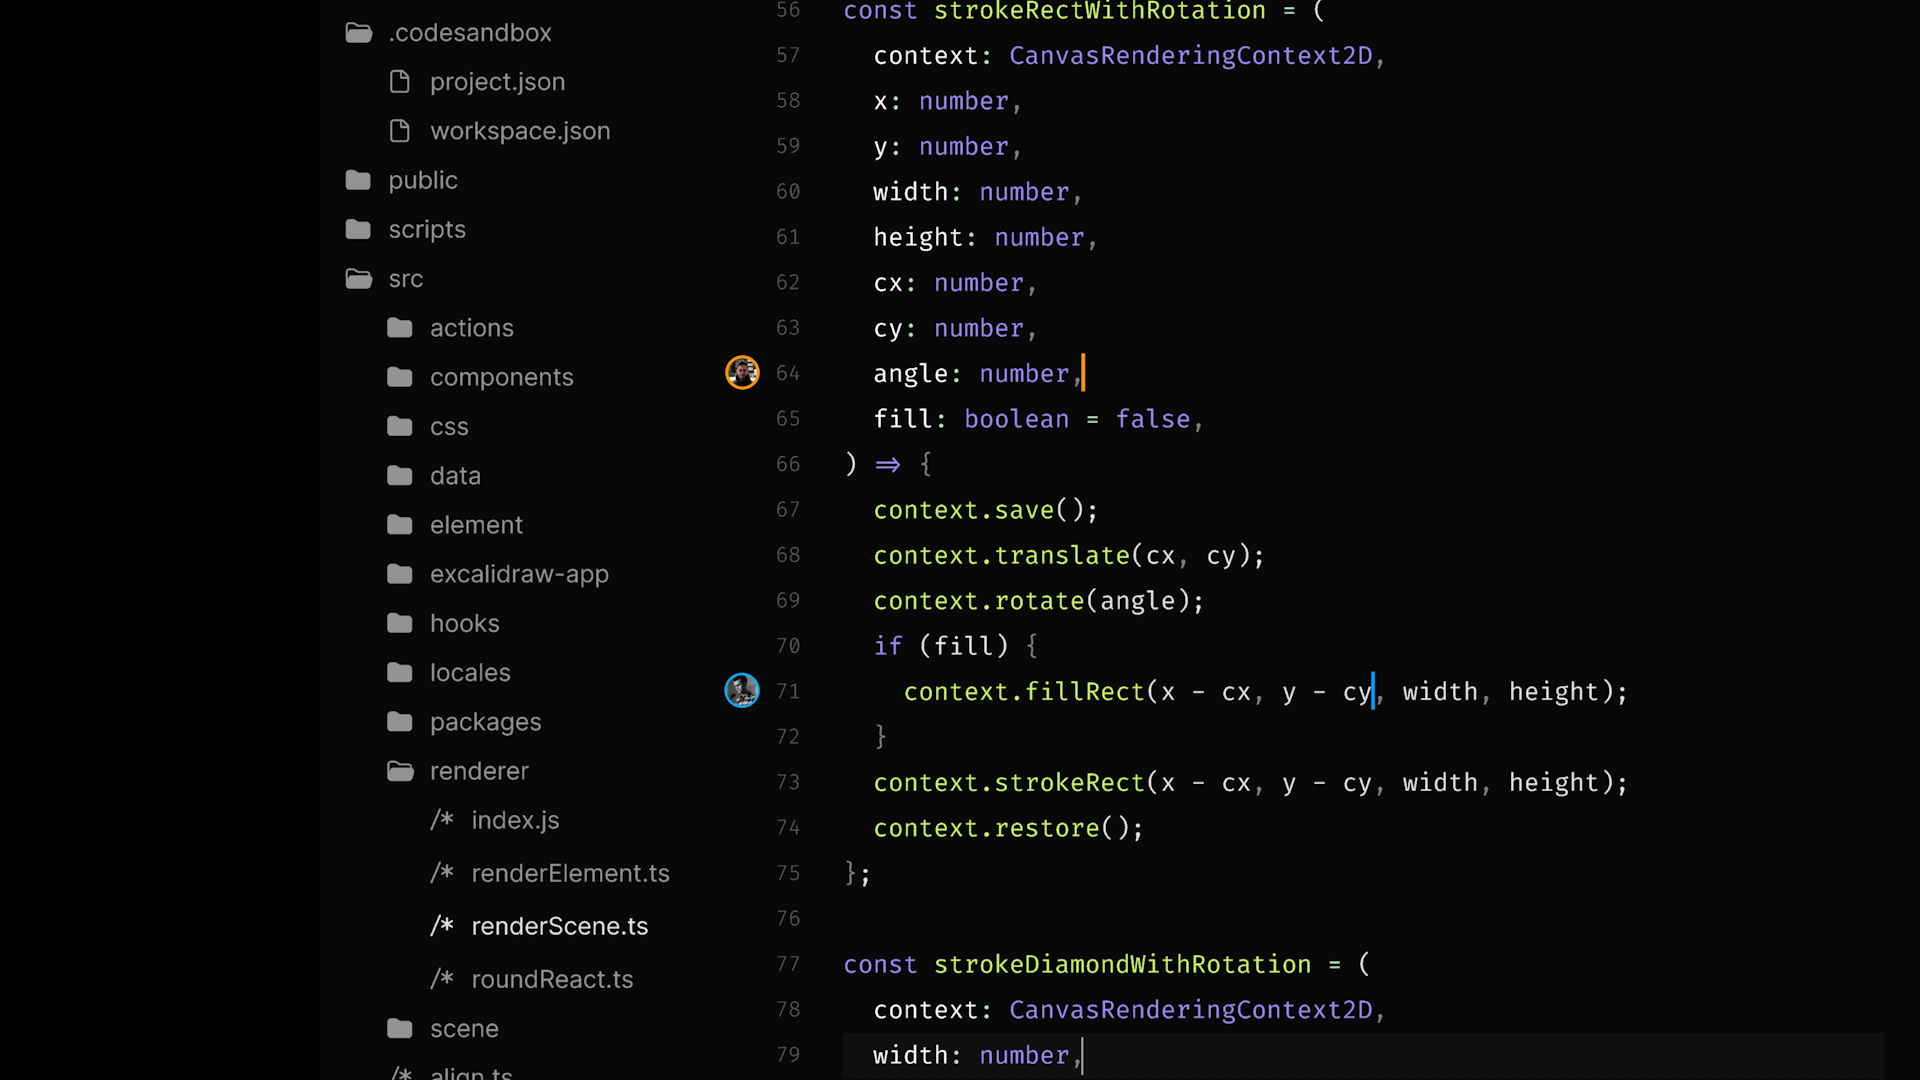 .codesandbox
project.json
workspace.json
public
scripts
src
actions
components
css
data
element
excalidraw-app
hooks
locales
packages
renderer
/* index.js
/* renderElement.ts
/* renderScene.ts
/* roundReact.ts
scene
/* align.ts
56 const strokeRectWithRotation = (
57 context: CanvasRenderingContext2D,
58 x: number,
59 y: number,
60 width: number,
61 height: number,
62 cx: number,
63 cy: number,
64 angle: number,
65 fill: boolean = false,
66 ) => {
67 context.save();
68 context.translate(cx, cy);
69 context.rotate(angle);
70 if (fill) {
71 context.fillRect(x - cx, y - cy, width, height);
72 }
73 context.strokeRect(x - cx, y - cy, width, height);
74 context.restore();
75 };
76
77 const strokeDiamondWithRotation = (
78 context: CanvasRenderingContext2D,
79 width: number,